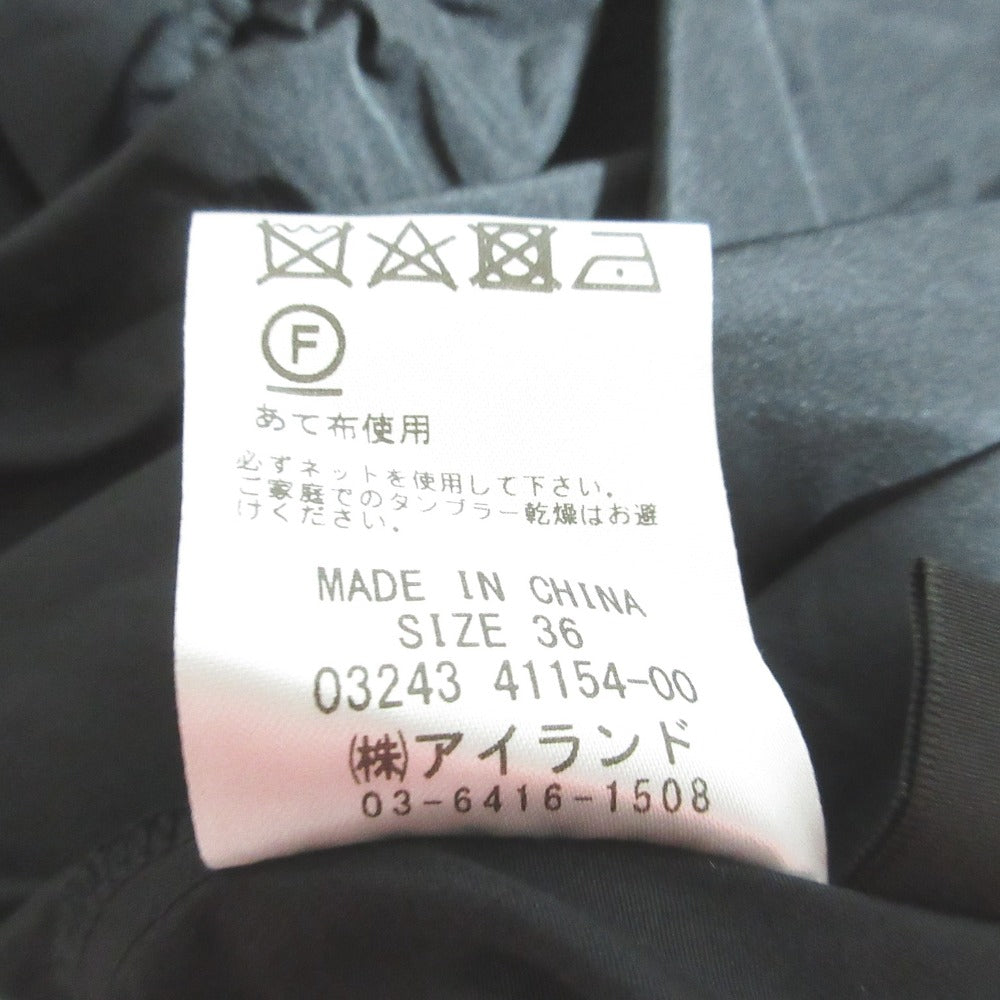 F
あて布使用
必ずネットを使用して下さい。
ご家庭でのタンブラー乾燥はお避
けください。
MADE IN CHINA
SIZE 36
03243 41154-00
㈱アイランド
03-6416-1508